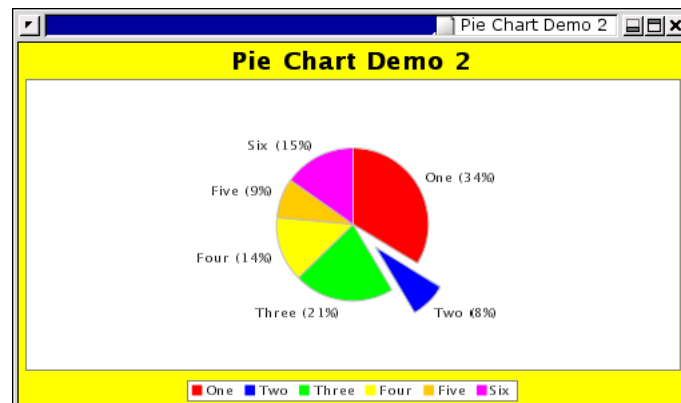 Pie Chart Demo 2
Pie Chart Demo 2
Six (15%)
One (34%)
Five (9%)
Four (14%)
Three (21%)
Two (8%)
One Two Three Four Five Six